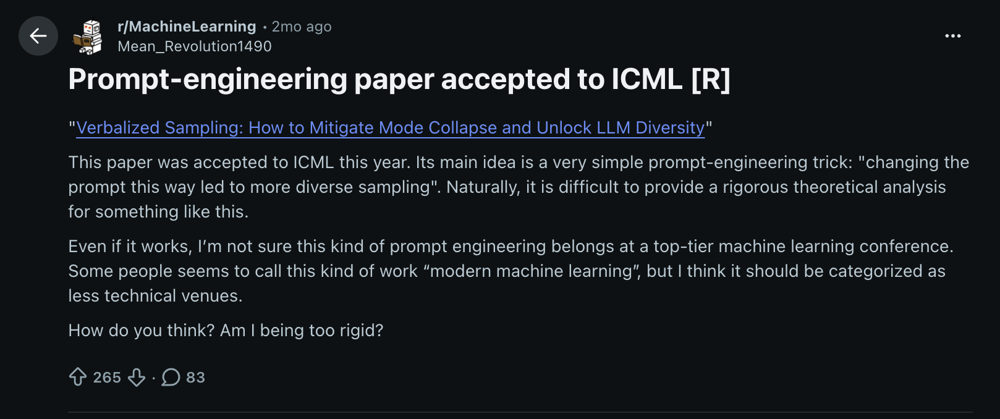 r/MachineLearning • 2mo ago
Mean_Revolution1490
Prompt-engineering paper accepted to ICML [R]
"Verbalized Sampling: How to Mitigate Mode Collapse and Unlock LLM Diversity"
This paper was accepted to ICML this year. Its main idea is a very simple prompt-engineering trick: "changing the
prompt this way led to more diverse sampling". Naturally, it is difficult to provide a rigorous theoretical analysis
for something like this.
Even if it works, I’m not sure this kind of prompt engineering belongs at a top-tier machine learning conference.
Some people seems to call this kind of work “modern machine learning”, but I think it should be categorized as
less technical venues.
How do you think? Am I being too rigid?
265 · 83